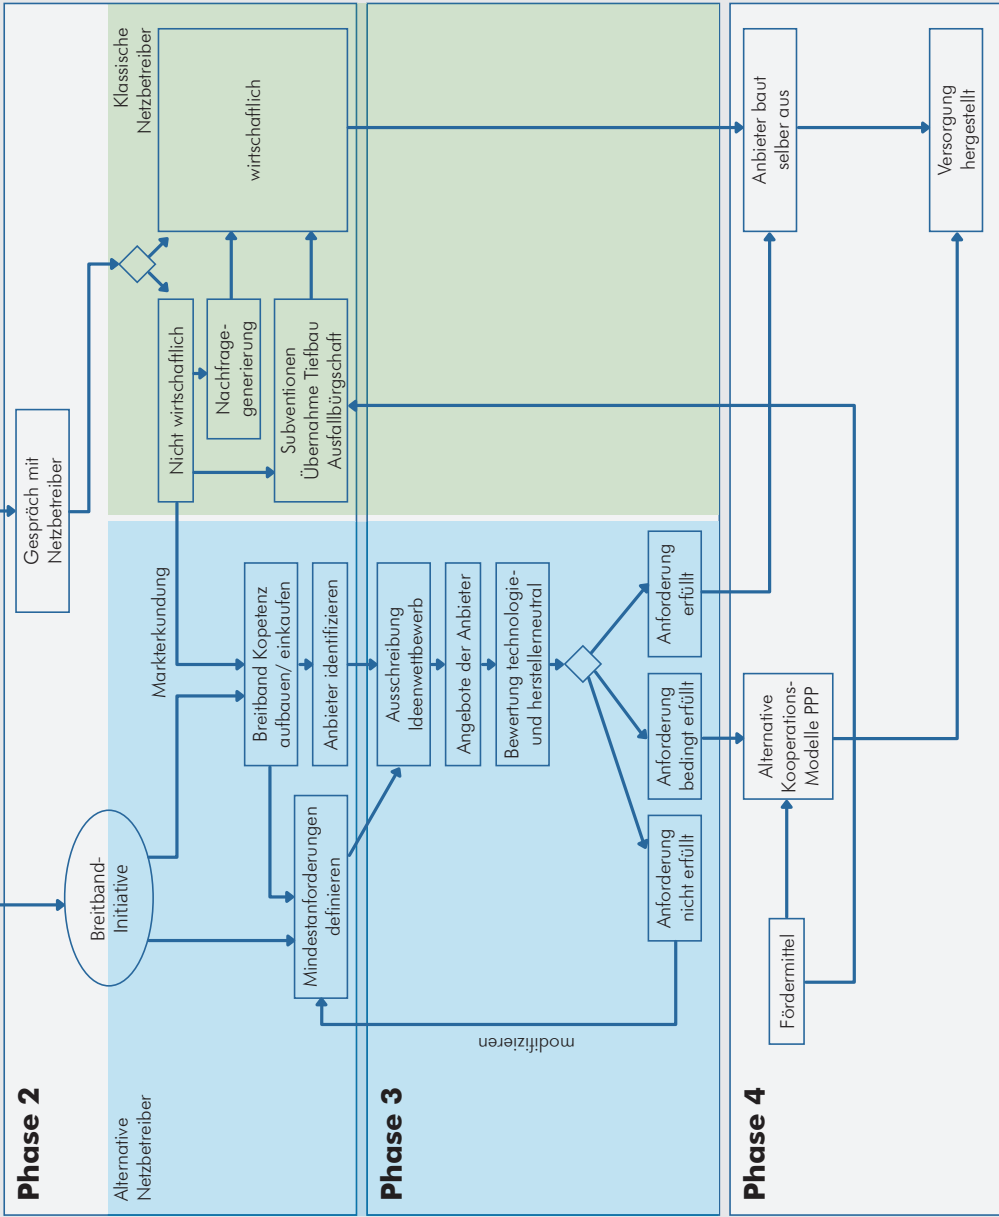 Phase 2
Gespräch mit
Netzbetreiber
Breitband-
Initiative
Alternative
Netzbetreiber
Klassische
Netzbetreiber
Markterkundung
Nicht wirtschaftlich
wirtschaftlich
Nachfrage-
generierung
Subventionen
Übernahme Tiefbau
Ausfallbürgschaft
Breitband Kopetenz
aufbauen/ einkaufen
Anbieter identifizieren
Mindestanforderungen
definieren
Phase 3
Ausschreibung
Ideenwettbewerb
Angebote der Anbieter
Bewertung technologie-
und herstellerneutral
modifizieren
Anforderung
nicht erfüllt
Anforderung
bedingt erfüllt
Anforderung
erfüllt
Phase 4
Fördermittel
Alternative
Kooperations-
Modelle PPP
Anbieter baut
selber aus
Versorgung
hergestellt